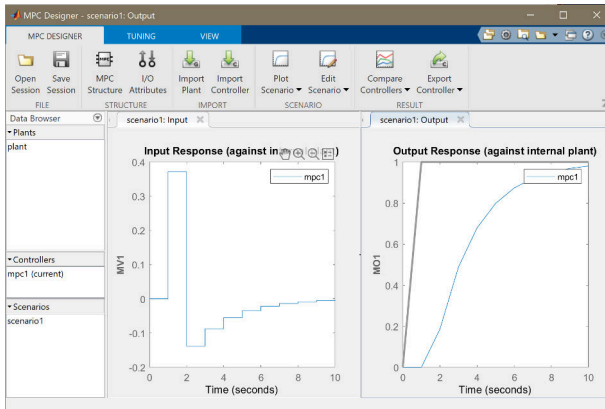 MPC Designer - scenario1: Output
MPC DESIGNER TUNING VIEW
Open Session Save Session MPC Structure I/O Attributes Import Plant Import Controller Plot Scenario Edit Scenario Compare Controllers Export Controller
FILE STRUCTURE IMPORT SCENARIO RESULT
Data Browser
Plants
plant
Controllers
mpc1 (current)
Scenarios
scenario1
scenario1: Input
Input Response (against in
mpc1
MV1
0.4
0.3
0.2
0.1
0
-0.1
-0.2
0 2 4 6 8 10
Time (seconds)
scenario1: Output
Output Response (against internal plant)
mpc1
MO1
1
0.8
0.6
0.4
0.2
0
0 2 4 6 8 10
Time (seconds)